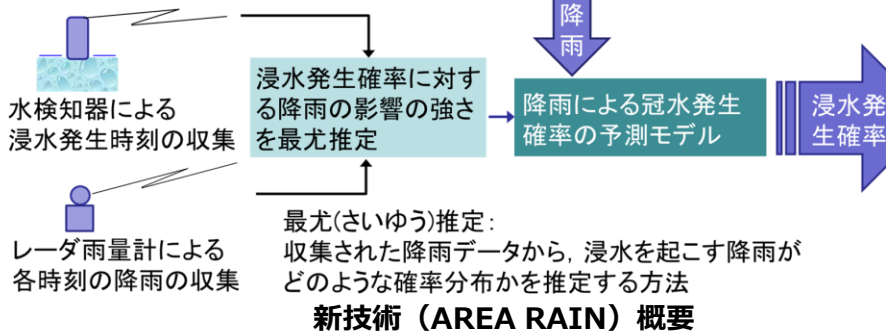 降
雨
水検知器による
浸水発生時刻の収集
浸水発生確率に対す
る降雨の影響の強さ
を最尤推定
降雨による冠水発生
確率の予測モデル
浸水発
生確率
レーダ雨量計による
各時刻の降雨の収集
最尤(さいゆう)推定:
収集された降雨データから, 浸水を起こす降雨が
どのような確率分布かを推定する方法
新技術（AREA RAIN）概要